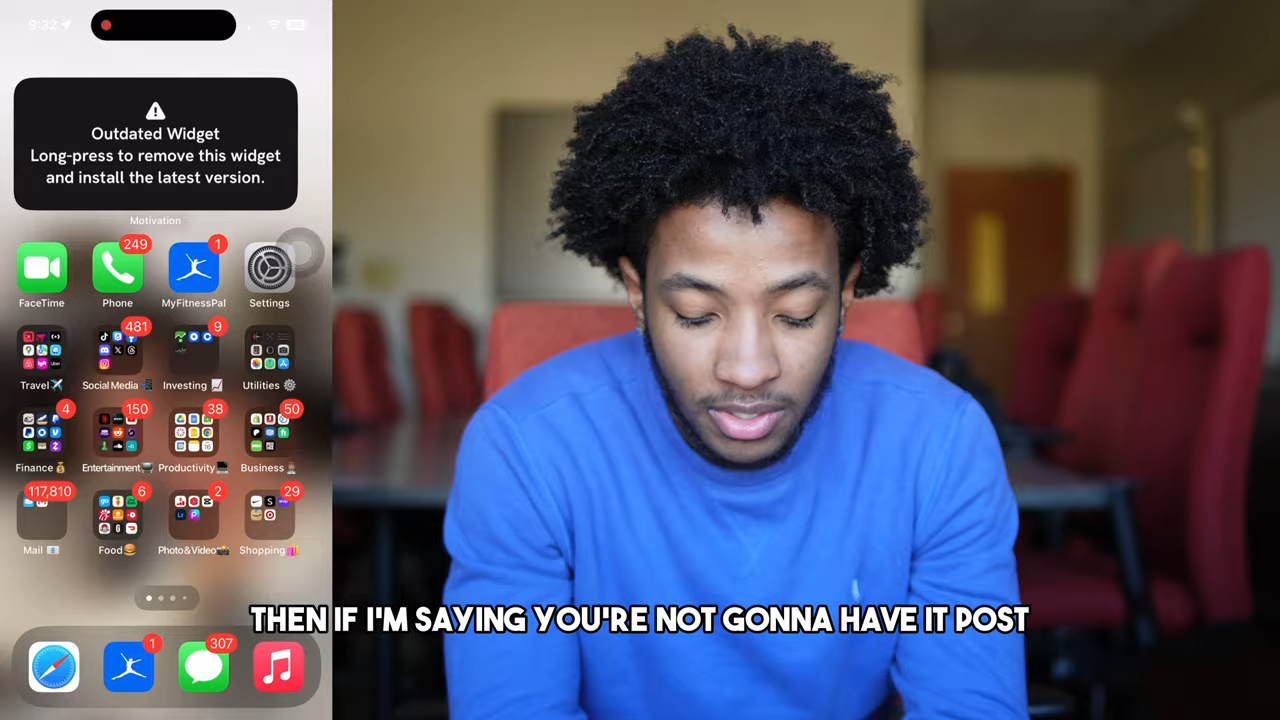 9:32
Outdated Widget
Long-press to remove this widget
and install the latest version.
Motivation
249
1
FaceTime
Phone
MyFitnessPal
Settings
481
9
Travel✈️
Social Media📲
Investing 📈
Utilities ⚙️
4
150
38
50
Finance 💰
Entertainment📺
Productivity💻
Business 👨🏽‍💼
117,810
6
2
29
Mail 📧
Food🍔
Photo&Video📸
Shopping🛍️
THEN IF I'M SAYING YOU'RE NOT GONNA HAVE IT POST
1
307